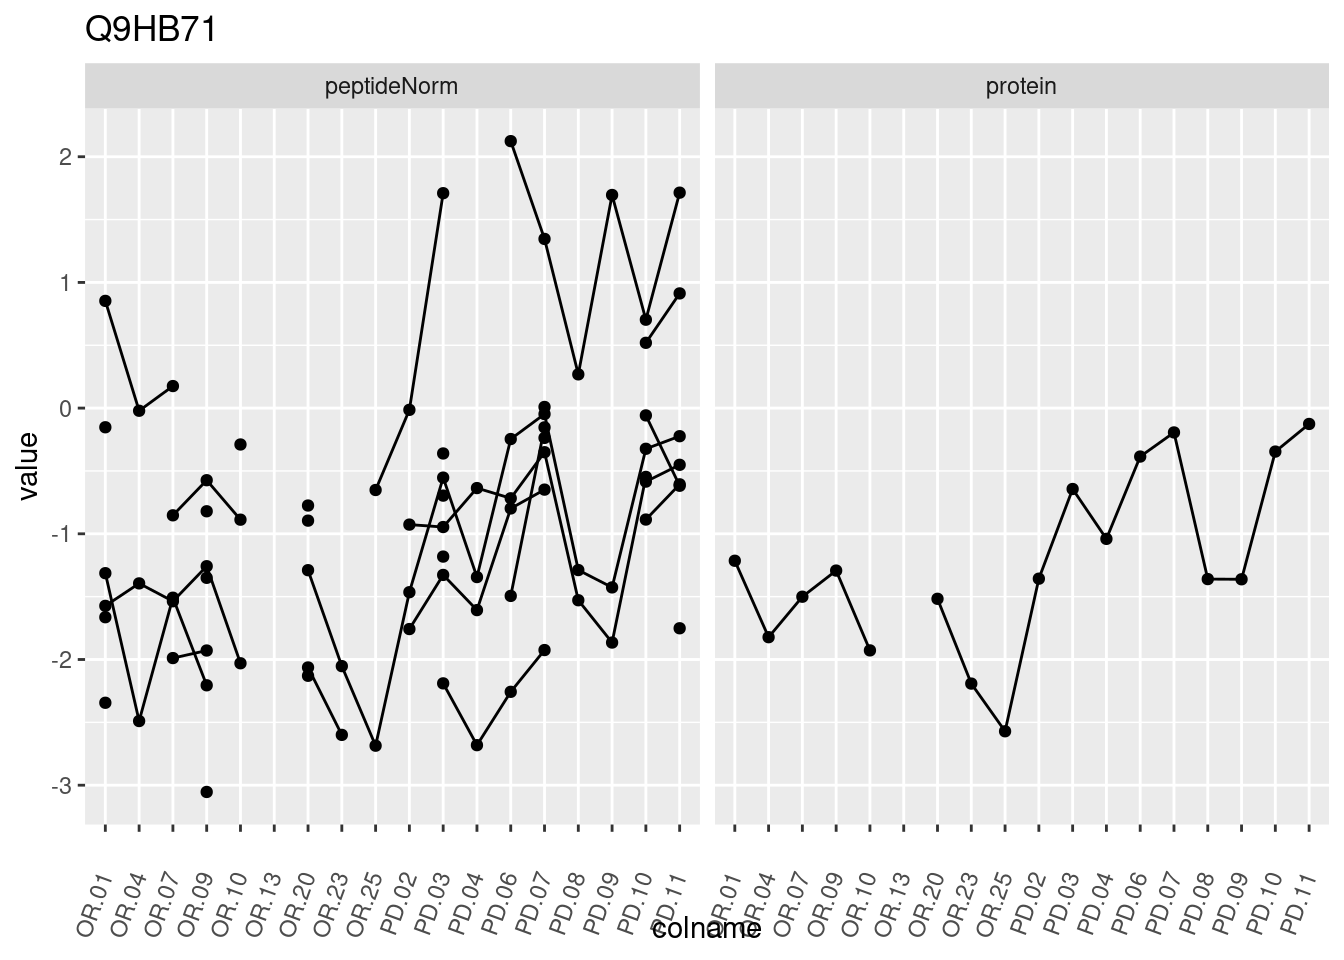 Q9HB71
peptideNorm
protein
value
2
1
0
-1
-2
-3
OR.01
OR.04
OR.07
OR.09
OR.10
OR.13
OR.20
OR.23
OR.25
PD.02
PD.03
PD.04
PD.06
PD.07
PD.08
PD.09
PD.10
PD.11
OR.01
OR.04
OR.07
OR.09
OR.10
OR.13
OR.20
OR.23
OR.25
PD.02
PD.03
PD.04
PD.06
PD.07
PD.08
PD.09
PD.10
PD.11
colname